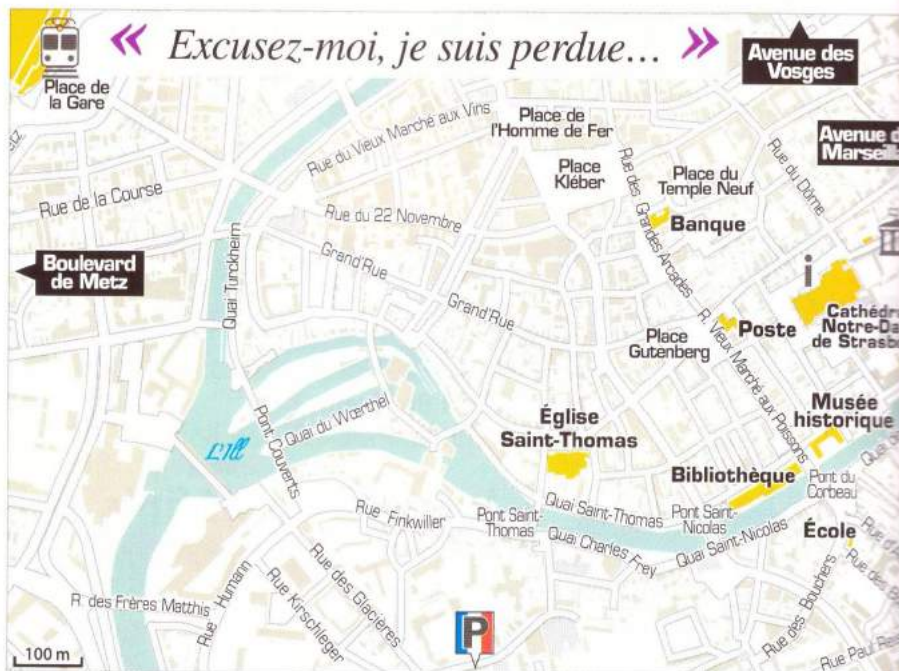 « Excusez-moi, je suis perdue... »
Avenue des
Vosges
Place de
la Gare
Place de
l'Homme de Fer
Avenue d
Marseill
Rue du Vieux Marché aux Vins
Place
Kléber
Rue des Grandes Arcades
Place du
Temple Neuf
Rue du Dôme
Rue de la Course
Rue du 22 Novembre
Banque
Boulevard
de Metz
Quai Turckheim
Grand'Rue
Grand'Rue
i
Place
Gutenberg
Poste
Cathédra
Notre-Da
de Strasbo
R. Vieux Marché aux Poissons
Musée
historique
Église
Saint-Thomas
Quai du Wœrthel
L'Ill
Pont Couverts
Bibliothèque
Pont du
Corbeau
Rue Finkwiller
Pont Saint-
Thomas
Quai Saint-Thomas
Pont Saint-
Nicolas
Quai Charles Frey
Quai Saint-Nicolas
École
R. des Frères Matthis
Rue Humann
Rue Kirschleger
Rue des Glacières
Rue des Bouchers
Rue Paul Re
P
100 m